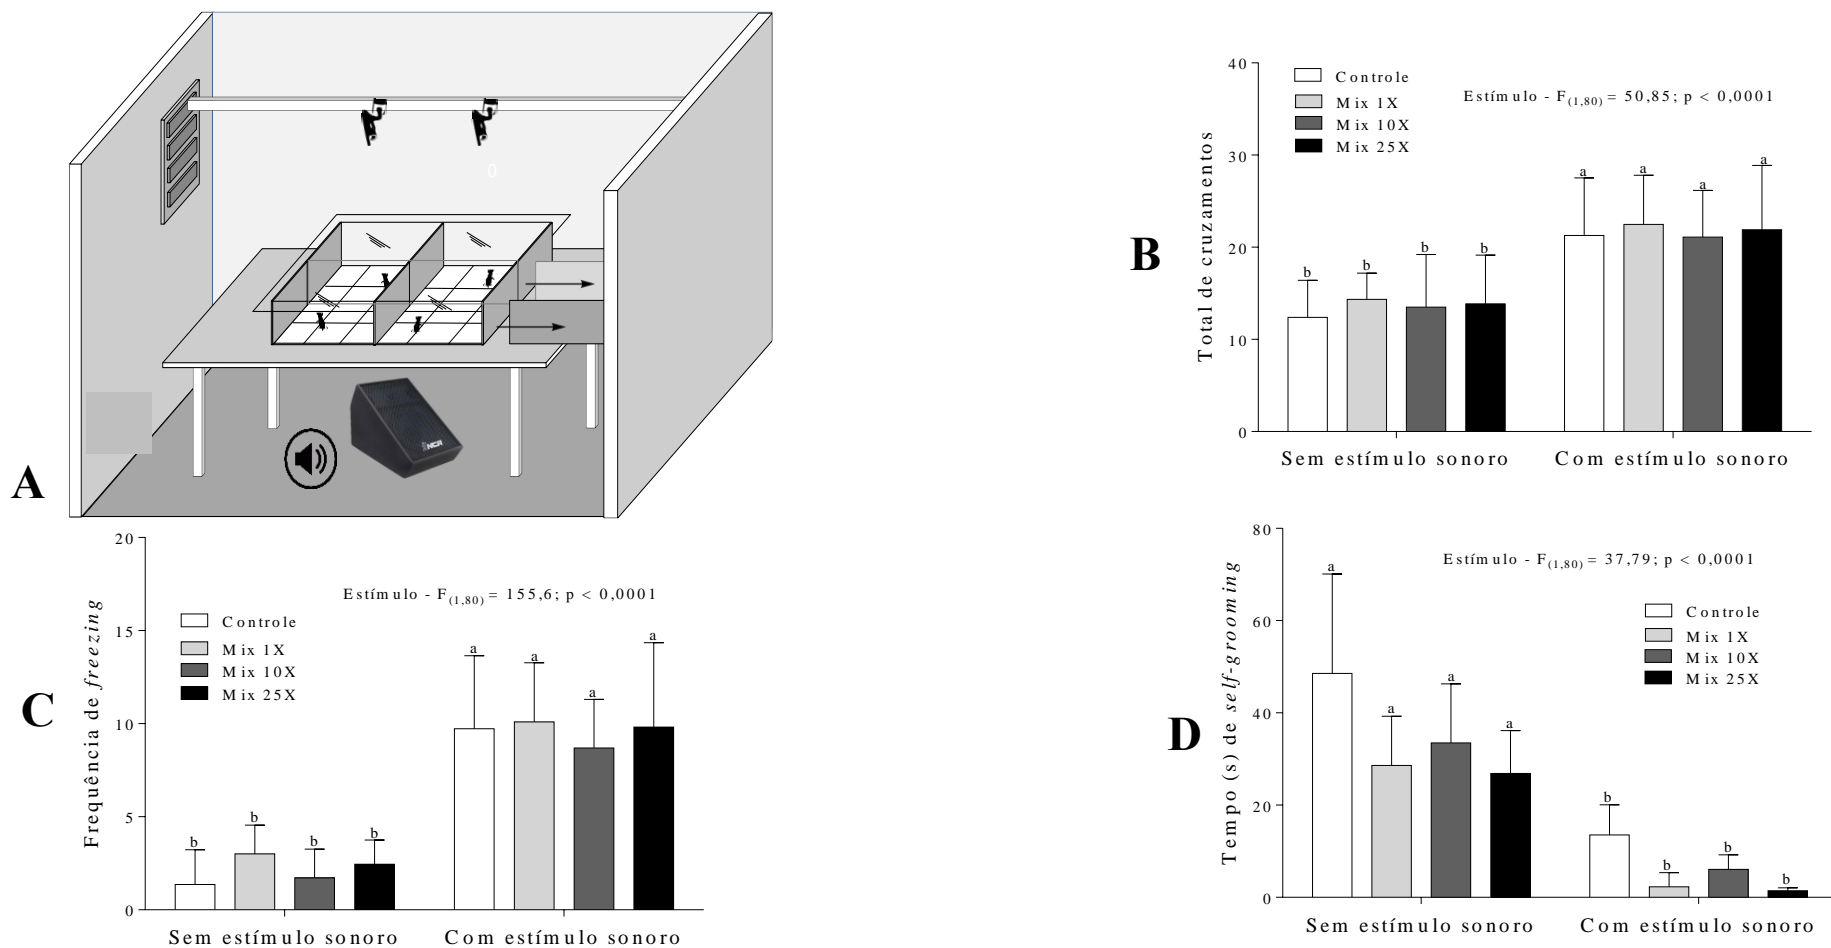 0
NCA
A
B
40
30
20
10
0
Total de cruzamentos
Controle
Mix 1X
Mix 10X
Mix 25X
Estímulo - F(1,80) = 50,85; p < 0,0001
b
b
b
b
a
a
a
a
Sem estímulo sonoro
Com estímulo sonoro
C
20
15
10
5
0
Frequência de freezing
Estímulo - F(1,80) = 155,6; p < 0,0001
Controle
Mix 1X
Mix 10X
Mix 25X
b
b
b
b
a
a
a
a
Sem estímulo sonoro
Com estímulo sonoro
D
80
60
40
20
0
Tempo (s) de self-grooming
Estímulo - F(1,80) = 37,79; p < 0,0001
Controle
Mix 1X
Mix 10X
Mix 25X
a
a
a
a
b
b
b
b
Sem estímulo sonoro
Com estímulo sonoro